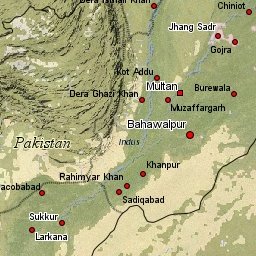 Dera Ismail Khan
Chiniot
Jhang Sadr
Gojra
Kot Addu
Multan
Burewala
Dera Ghazi Khan
Muzaffargarh
Bahawalpur
Pakistan
Indus
Khanpur
Rahimyar Khan
Jacobabad
Sadiqabad
Sukkur
Larkana